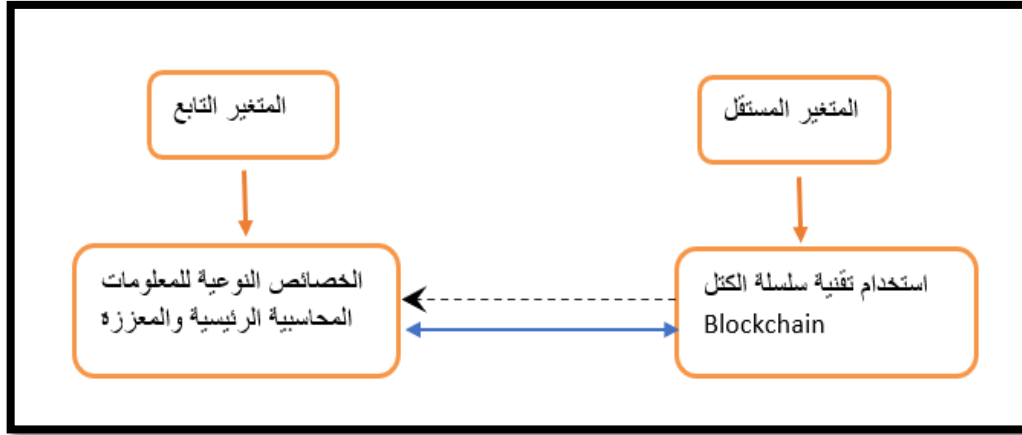 المتغير المستقل
المتغير التابع
استخدام تقنية سلسلة الكتل
Blockchain
الخصائص النوعية للمعلومات
المحاسبية الرئيسية والمعززه